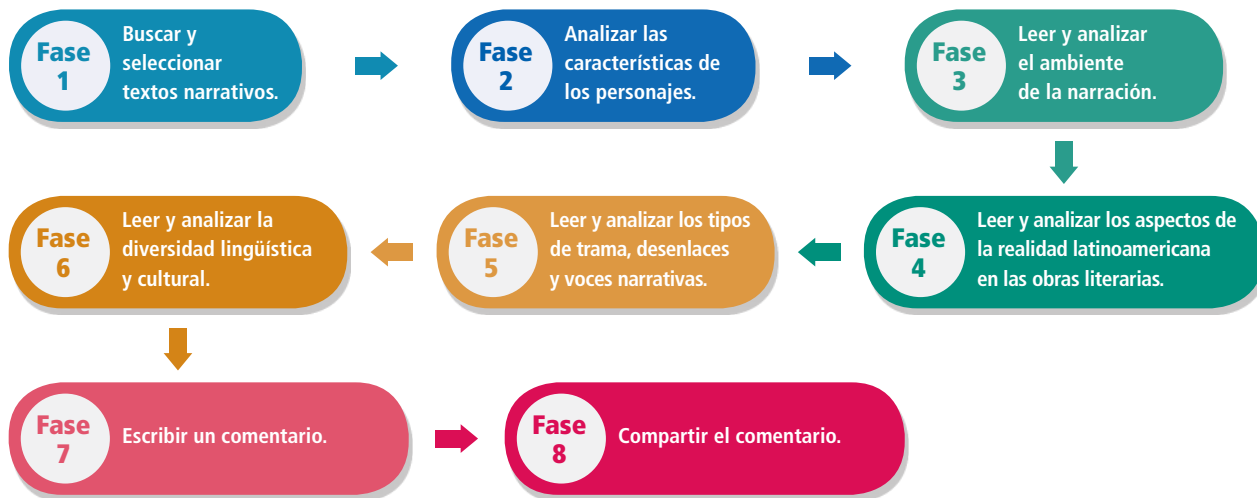 Fase
1
Buscar y
seleccionar
textos narrativos.
Fase
2
Analizar las
características de
los personajes.
Fase
3
Leer y analizar
el ambiente
de la narración.
Fase
4
Leer y analizar los aspectos de
la realidad latinoamericana
en las obras literarias.
Fase
5
Leer y analizar los tipos
de trama, desenlaces
y voces narrativas.
Fase
6
Leer y analizar la
diversidad lingüística
y cultural.
Fase
7
Escribir un comentario.
Fase
8
Compartir el comentario.